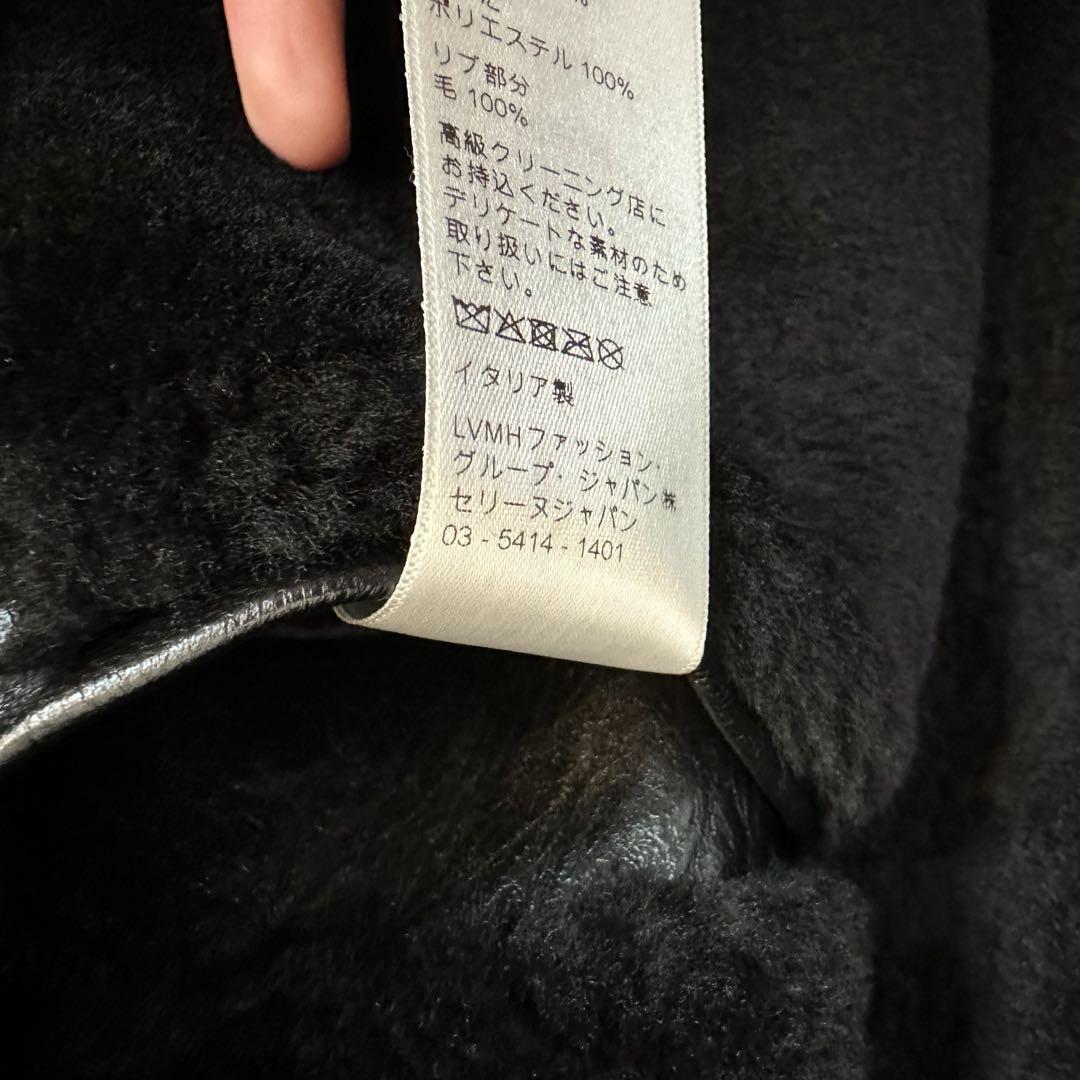 ポリエステル 100%
リブ部分
毛 100%
高級クリーニング店に
お持込ください。
デリケートな素材のため
取り扱いにはご注意
下さい。
イタリア製
LVMHファッション・
グループ・ジャパン㈱
セリーヌジャパン
03 - 5414 - 1401